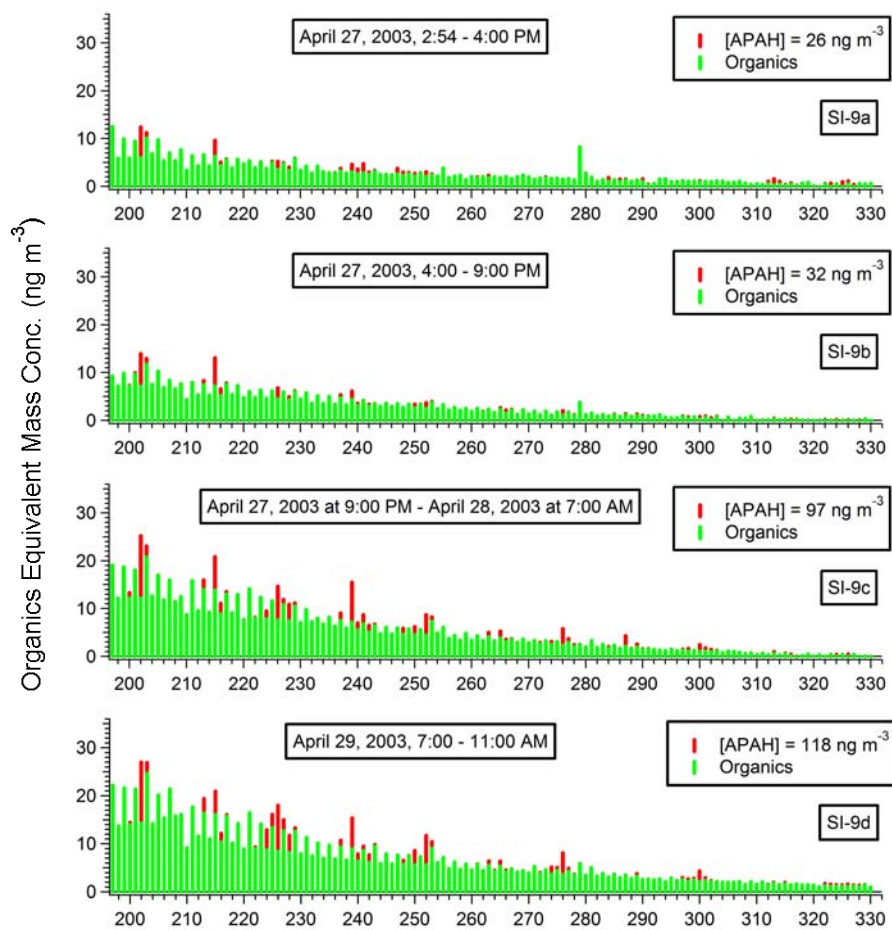 Organics Equivalent Mass Conc. (ng m⁻³)
30
20
10
0
April 27, 2003, 2:54 - 4:00 PM
[APAH] = 26 ng m⁻³
Organics
SI-9a
200 210 220 230 240 250 260 270 280 290 300 310 320 330
30
20
10
0
April 27, 2003, 4:00 - 9:00 PM
[APAH] = 32 ng m⁻³
Organics
SI-9b
200 210 220 230 240 250 260 270 280 290 300 310 320 330
30
20
10
0
April 27, 2003 at 9:00 PM - April 28, 2003 at 7:00 AM
[APAH] = 97 ng m⁻³
Organics
SI-9c
200 210 220 230 240 250 260 270 280 290 300 310 320 330
30
20
10
0
April 29, 2003, 7:00 - 11:00 AM
[APAH] = 118 ng m⁻³
Organics
SI-9d
200 210 220 230 240 250 260 270 280 290 300 310 320 330